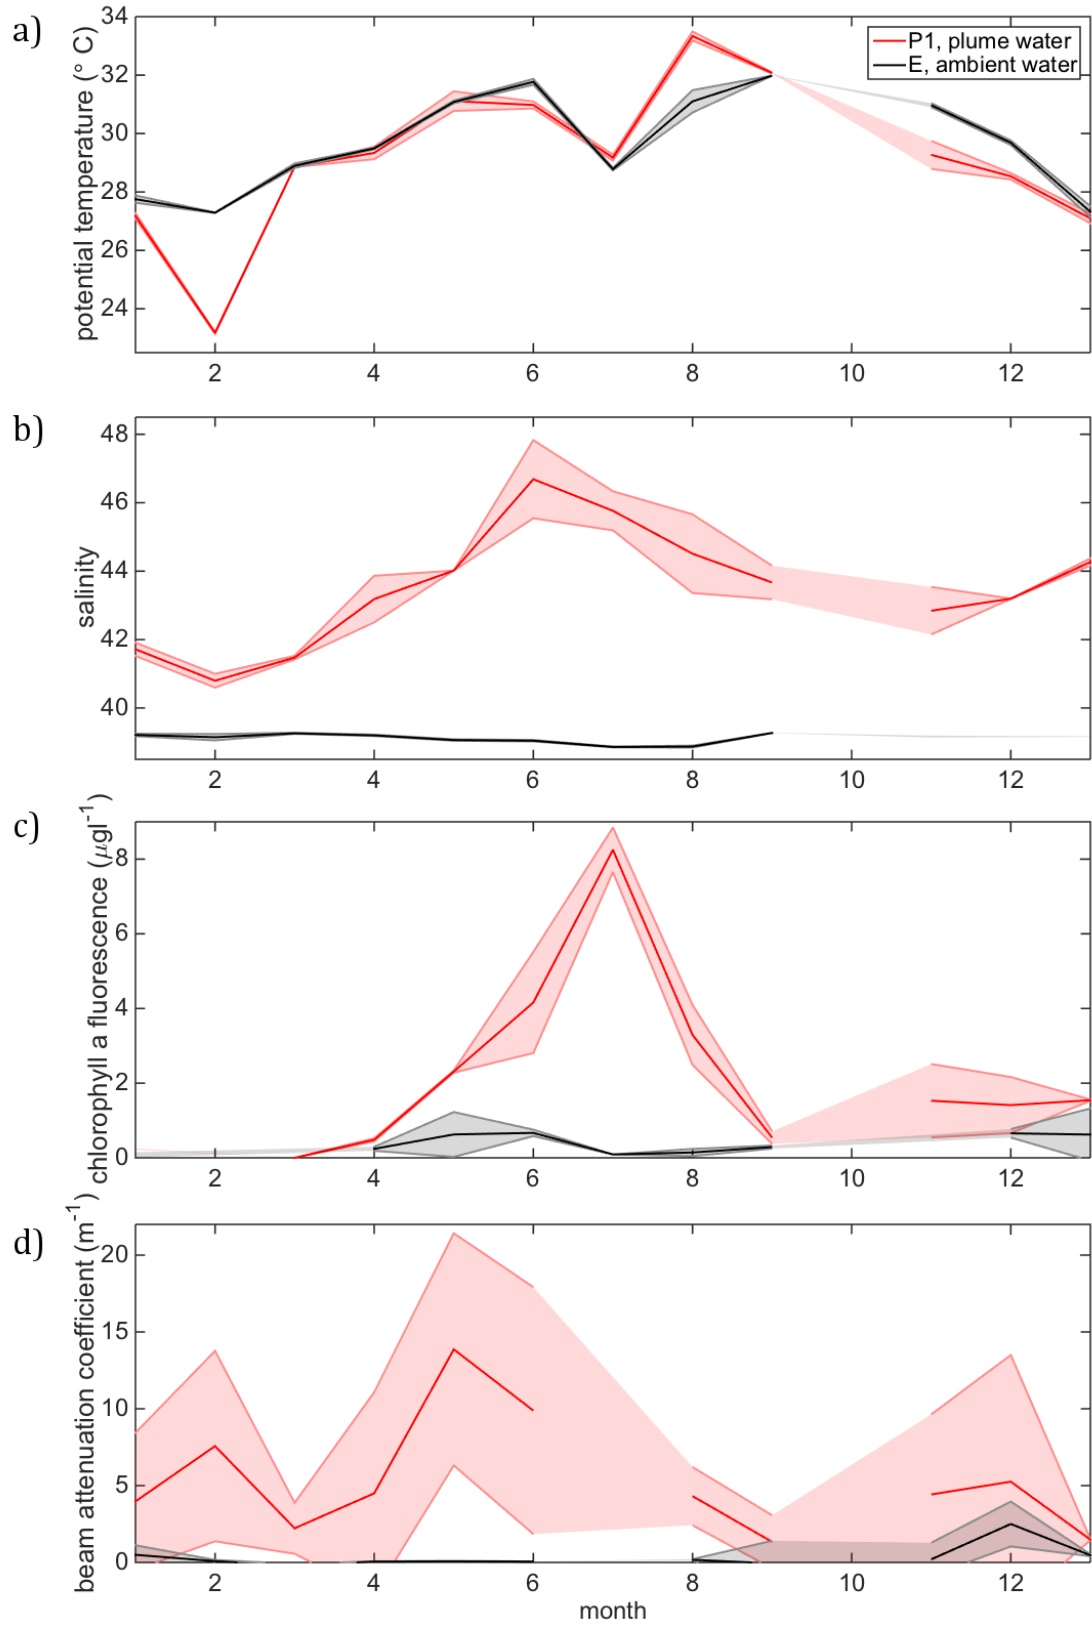 a)
potential temperature (° C)
34
32
30
28
26
24
P1, plume water
E, ambient water
2 4 6 8 10 12
b)
salinity
48
46
44
42
40
2 4 6 8 10 12
c)
chlorophyll a fluorescence (μgl⁻¹)
8
6
4
2
0
2 4 6 8 10 12
d)
beam attenuation coefficient (m⁻¹)
20
15
10
5
0
2 4 6 8 10 12
month